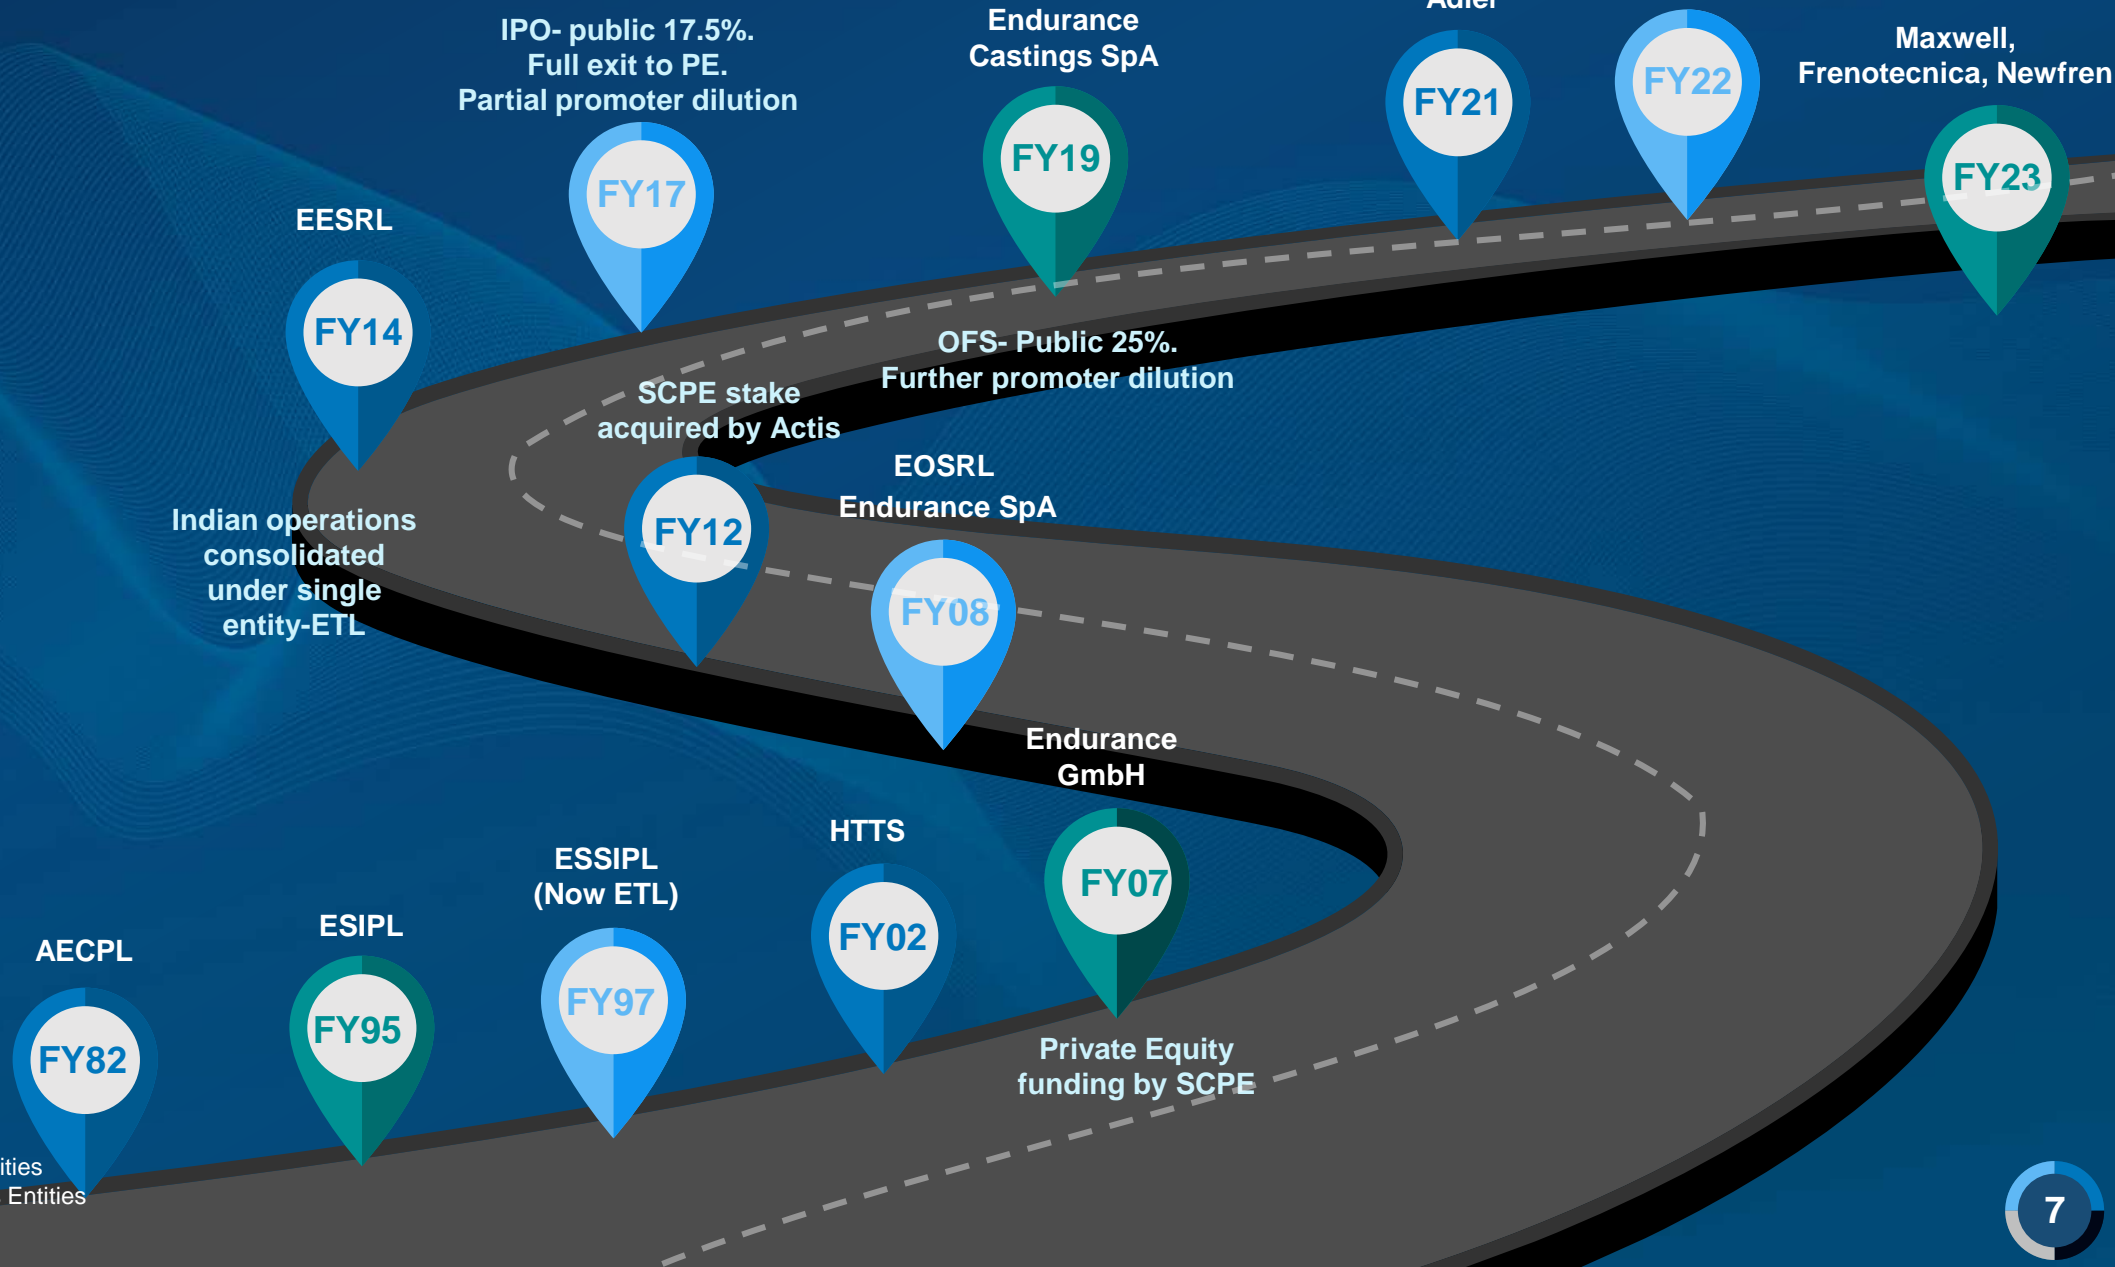 Adler
IPO- public 17.5%.
Full exit to PE.
Partial promoter dilution
Endurance
Castings SpA
Maxwell,
Frenotecnica, Newfren
FY22
FY21
FY19
FY23
FY17
EESRL
FY14
OFS- Public 25%.
Further promoter dilution
SCPE stake
acquired by Actis
EOSRL
Endurance SpA
Indian operations
consolidated
under single
entity-ETL
FY12
FY08
Endurance
GmbH
HTTS
ESSIPL
(Now ETL)
FY07
ESIPL
FY02
AECPL
FY97
FY95
FY82
Private Equity
funding by SCPE
Entities
7